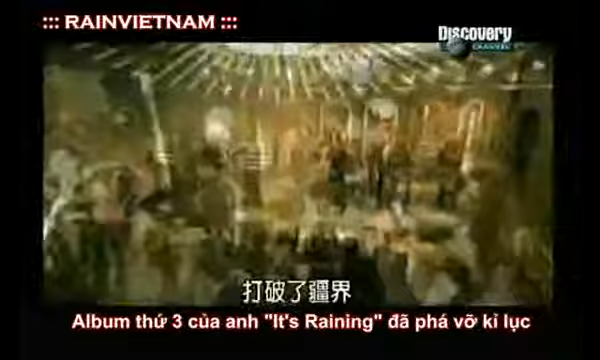 ::: RAINVIETNAM :::
Discovery
CHANNEL
打破了疆界
Album thứ 3 của anh "It's Raining" đã phá vỡ kỉ lục